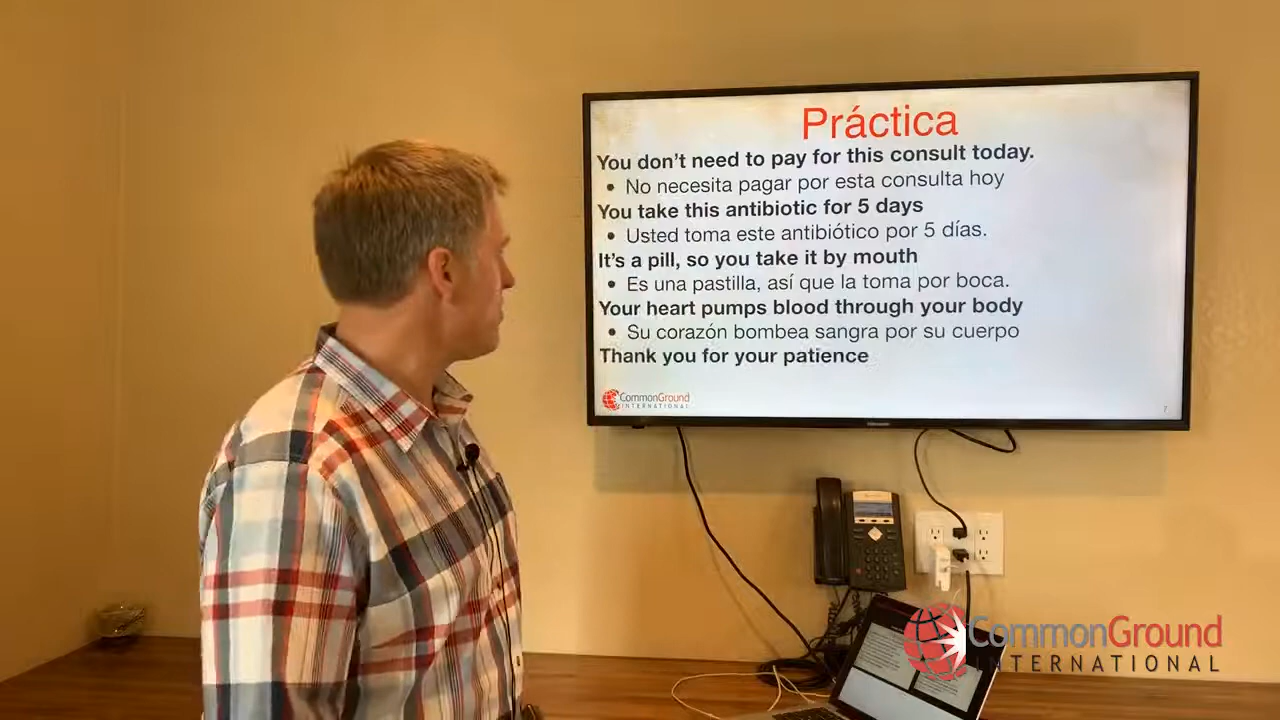 Práctica
You don't need to pay for this consult today.
• No necesita pagar por esta consulta hoy
You take this antibiotic for 5 days
• Usted toma este antibiótico por 5 días.
It's a pill, so you take it by mouth
• Es una pastilla, así que la toma por boca.
Your heart pumps blood through your body
• Su corazón bombea sangra por su cuerpo
Thank you for your patience
CommonGround
INTERNATIONAL
7
CommonGround
INTERNATIONAL